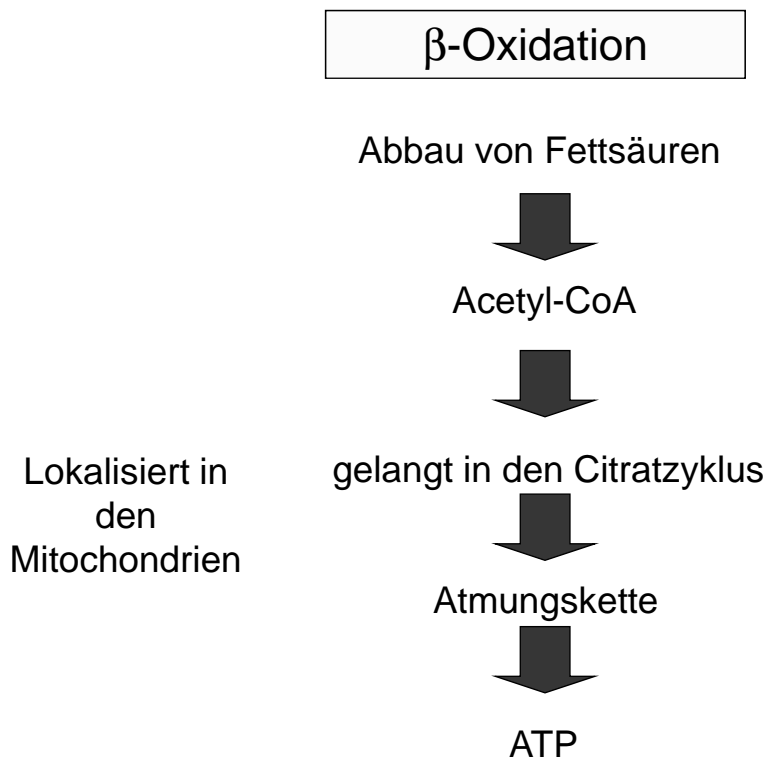 β-Oxidation
Abbau von Fettsäuren
Acetyl-CoA
gelangt in den Citratzyklus
Lokalisiert in
den
Mitochondrien
Atmungskette
ATP